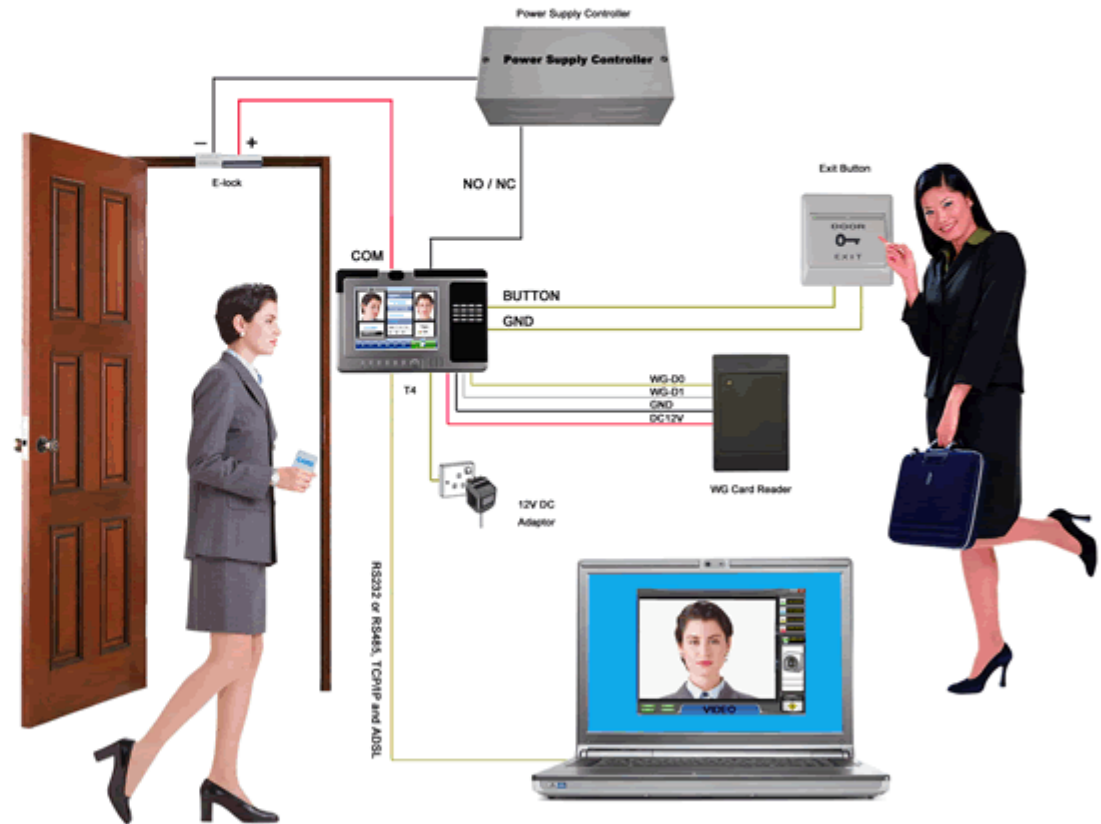 Power Supply Controller
Power Supply Controller
− +
E-lock
NO / NC
COM
Exit Button
DOOR
EXIT
BUTTON
GND
T4
WG-D0
WG-D1
GND
DC12V
WG Card Reader
12V DC
Adaptor
RS232 or RS485, TCP/IP and ADSL
VIDEO